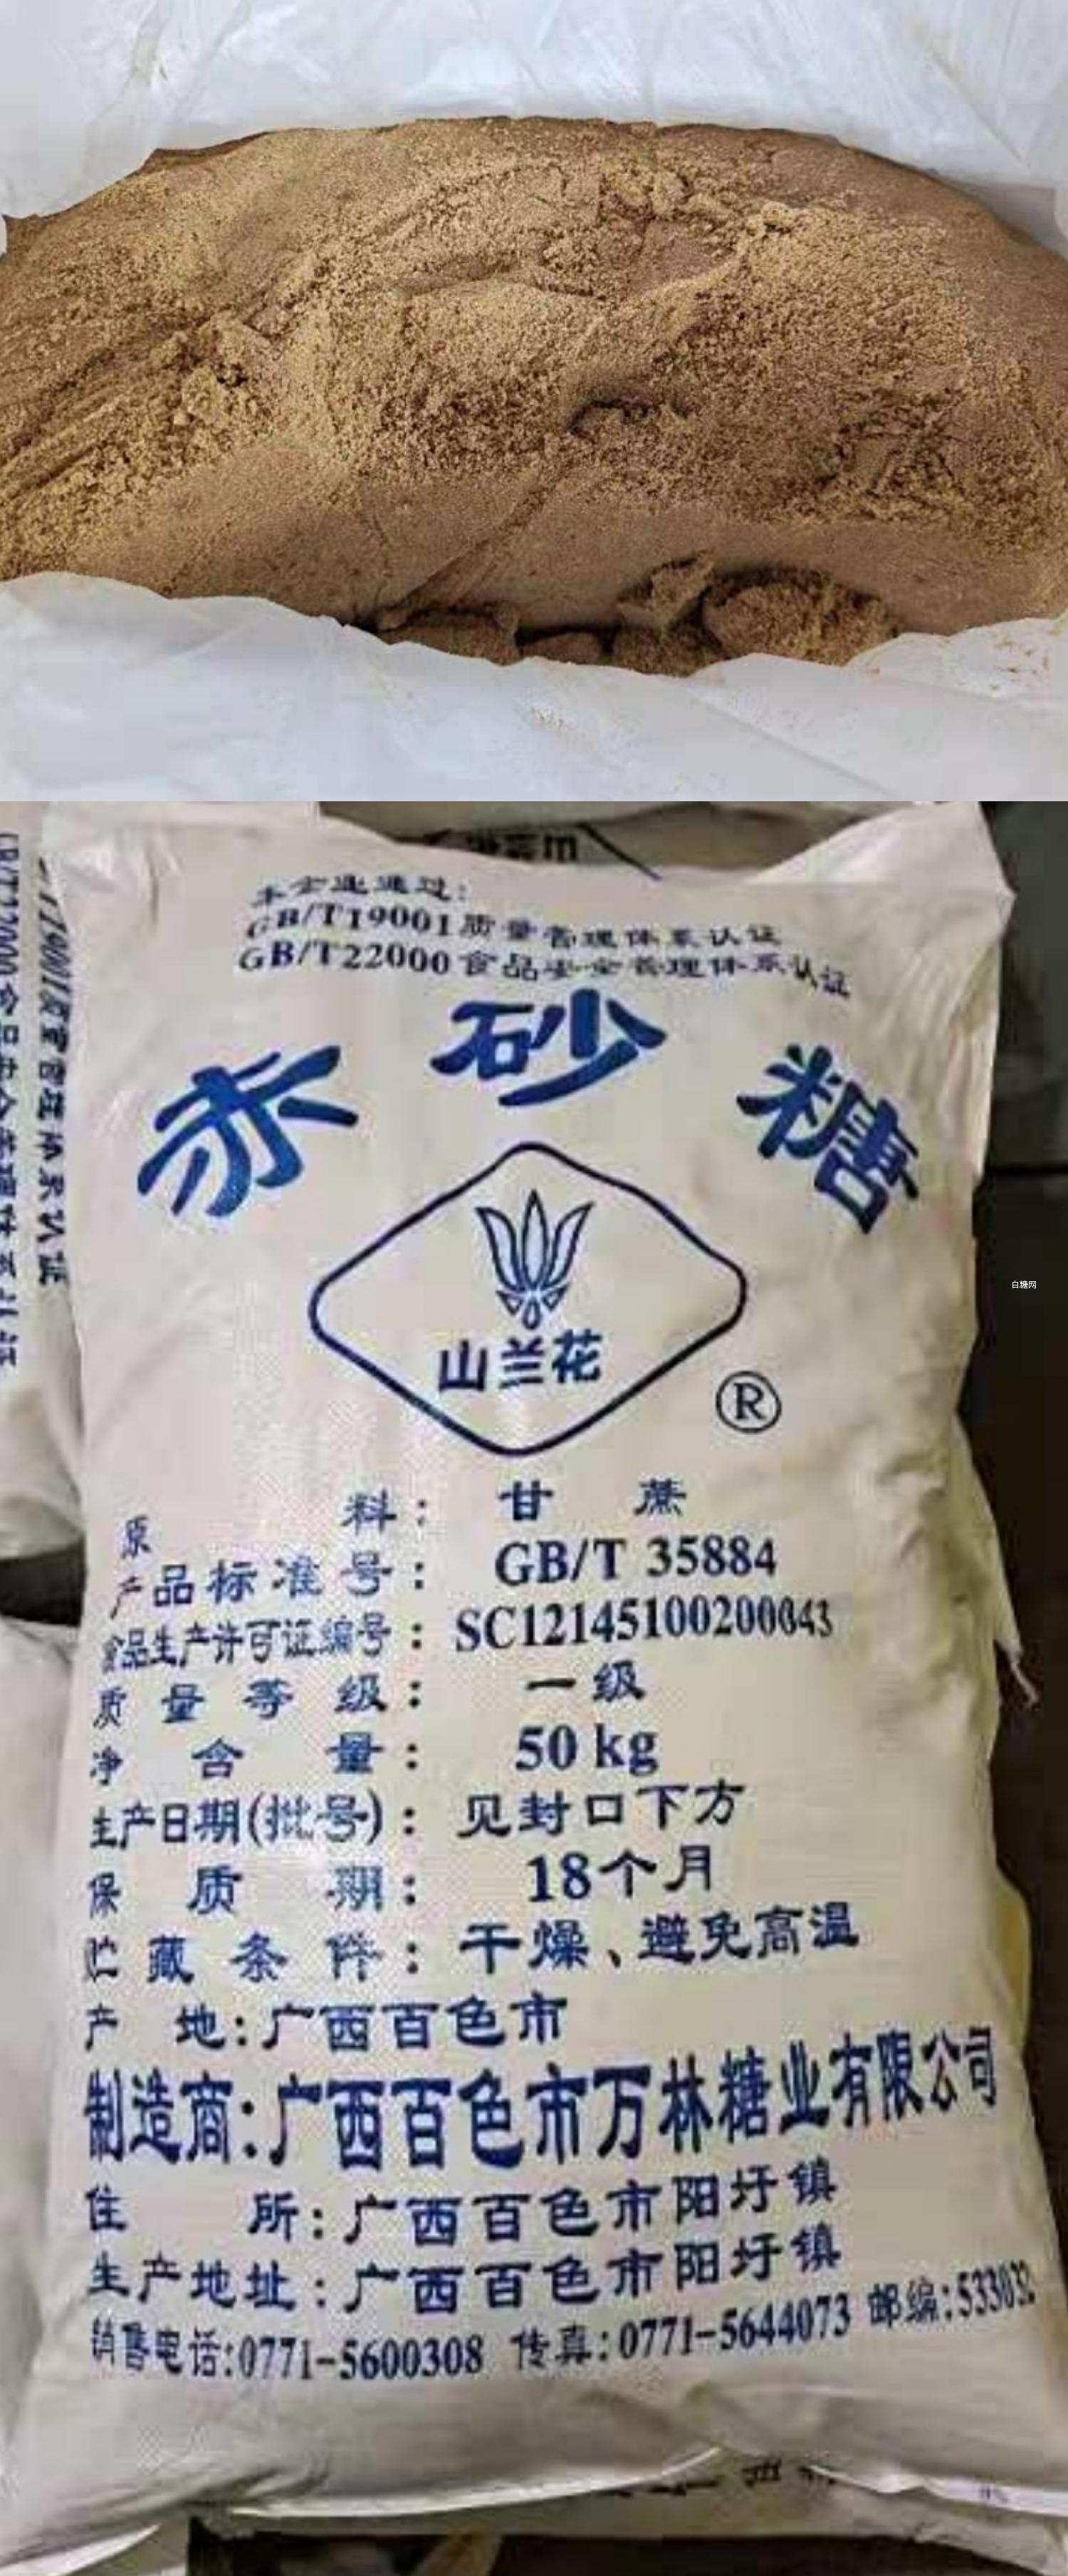 本企业通过：
GB/T19001质量管理体系认证
GB/T22000食品安全管理体系认证
赤砂糖
山兰花
®
白糖网
原料：甘蔗
产品标准号：GB/T 35884
食品生产许可证编号：SC12145100200043
质量等级：一级
净含量：50 kg
生产日期(批号)：见封口下方
保质期：18个月
贮藏条件：干燥、避免高温
产地：广西百色市
制造商：广西百色市万林糖业有限公司
住所：广西百色市阳圩镇
生产地址：广西百色市阳圩镇
销售电话:0771-5600308 传真:0771-5644073 邮编:533032